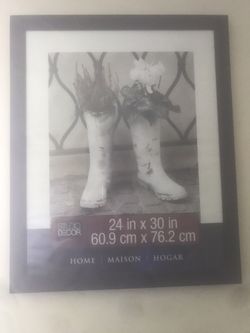 STUDIO
DÉCOR
24 in x 30 in
60.9 cm x 76.2 cm
HOME | MAISON | HOGAR